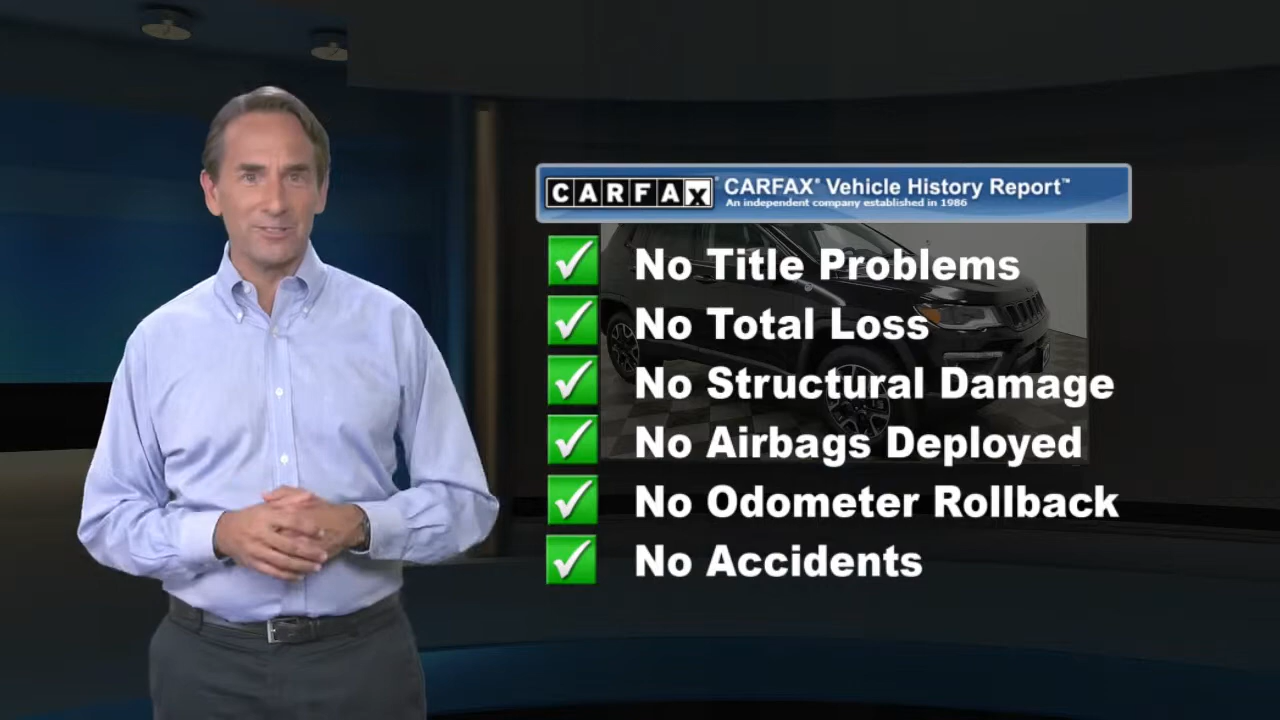 CARFAX® CARFAX® Vehicle History Report™
An independent company established in 1986
No Title Problems
No Total Loss
No Structural Damage
No Airbags Deployed
No Odometer Rollback
No Accidents